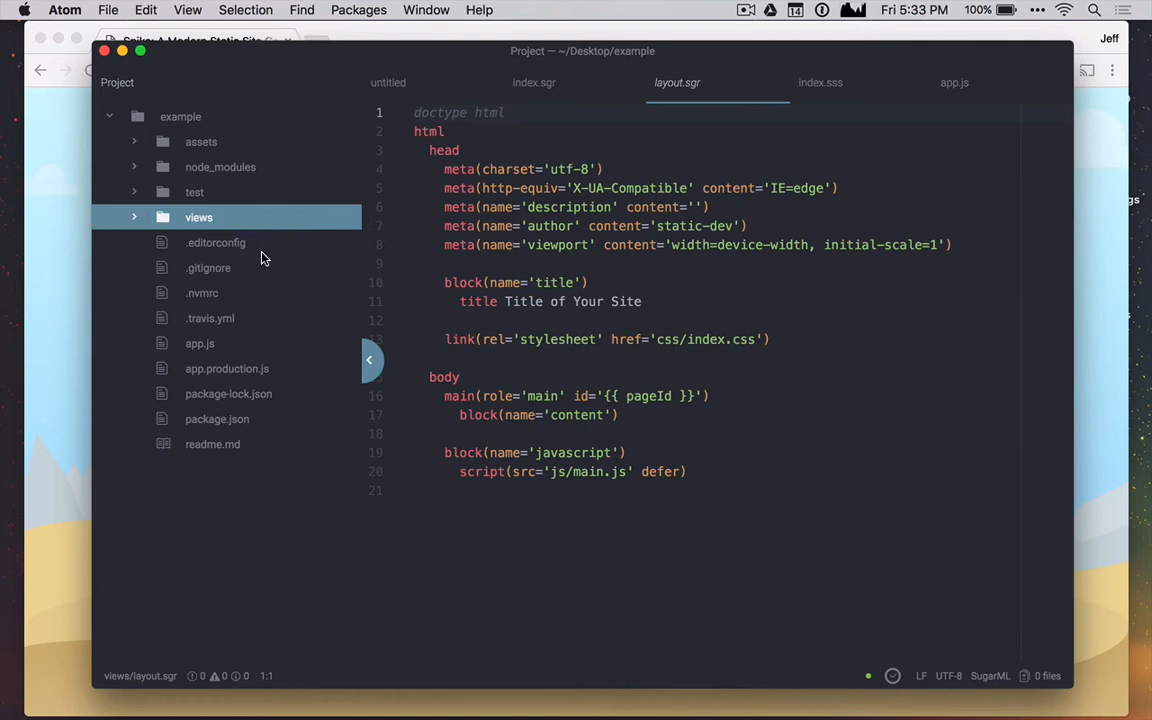 Atom File Edit View Selection Find Packages Window Help 14 Fri 5:33 PM 100%
Jeff
Project — ~/Desktop/example
Project untitled index.sgr layout.sgr index.sss app.js
example
assets
node_modules
test
views
.editorconfig
.gitignore
.nvmrc
.travis.yml
app.js
app.production.js
package-lock.json
package.json
readme.md
1 doctype html
2 html
3 head
4 meta(charset='utf-8')
5 meta(http-equiv='X-UA-Compatible' content='IE=edge')
6 meta(name='description' content='')
7 meta(name='author' content='static-dev')
8 meta(name='viewport' content='width=device-width, initial-scale=1')
9
10 block(name='title')
11 title Title of Your Site
12
13 link(rel='stylesheet' href='css/index.css')
15 body
16 main(role='main' id='{{ pageId }}')
17 block(name='content')
18
19 block(name='javascript')
20 script(src='js/main.js' defer)
21
views/layout.sgr 0 0 0 1:1 LF UTF-8 SugarML 0 files